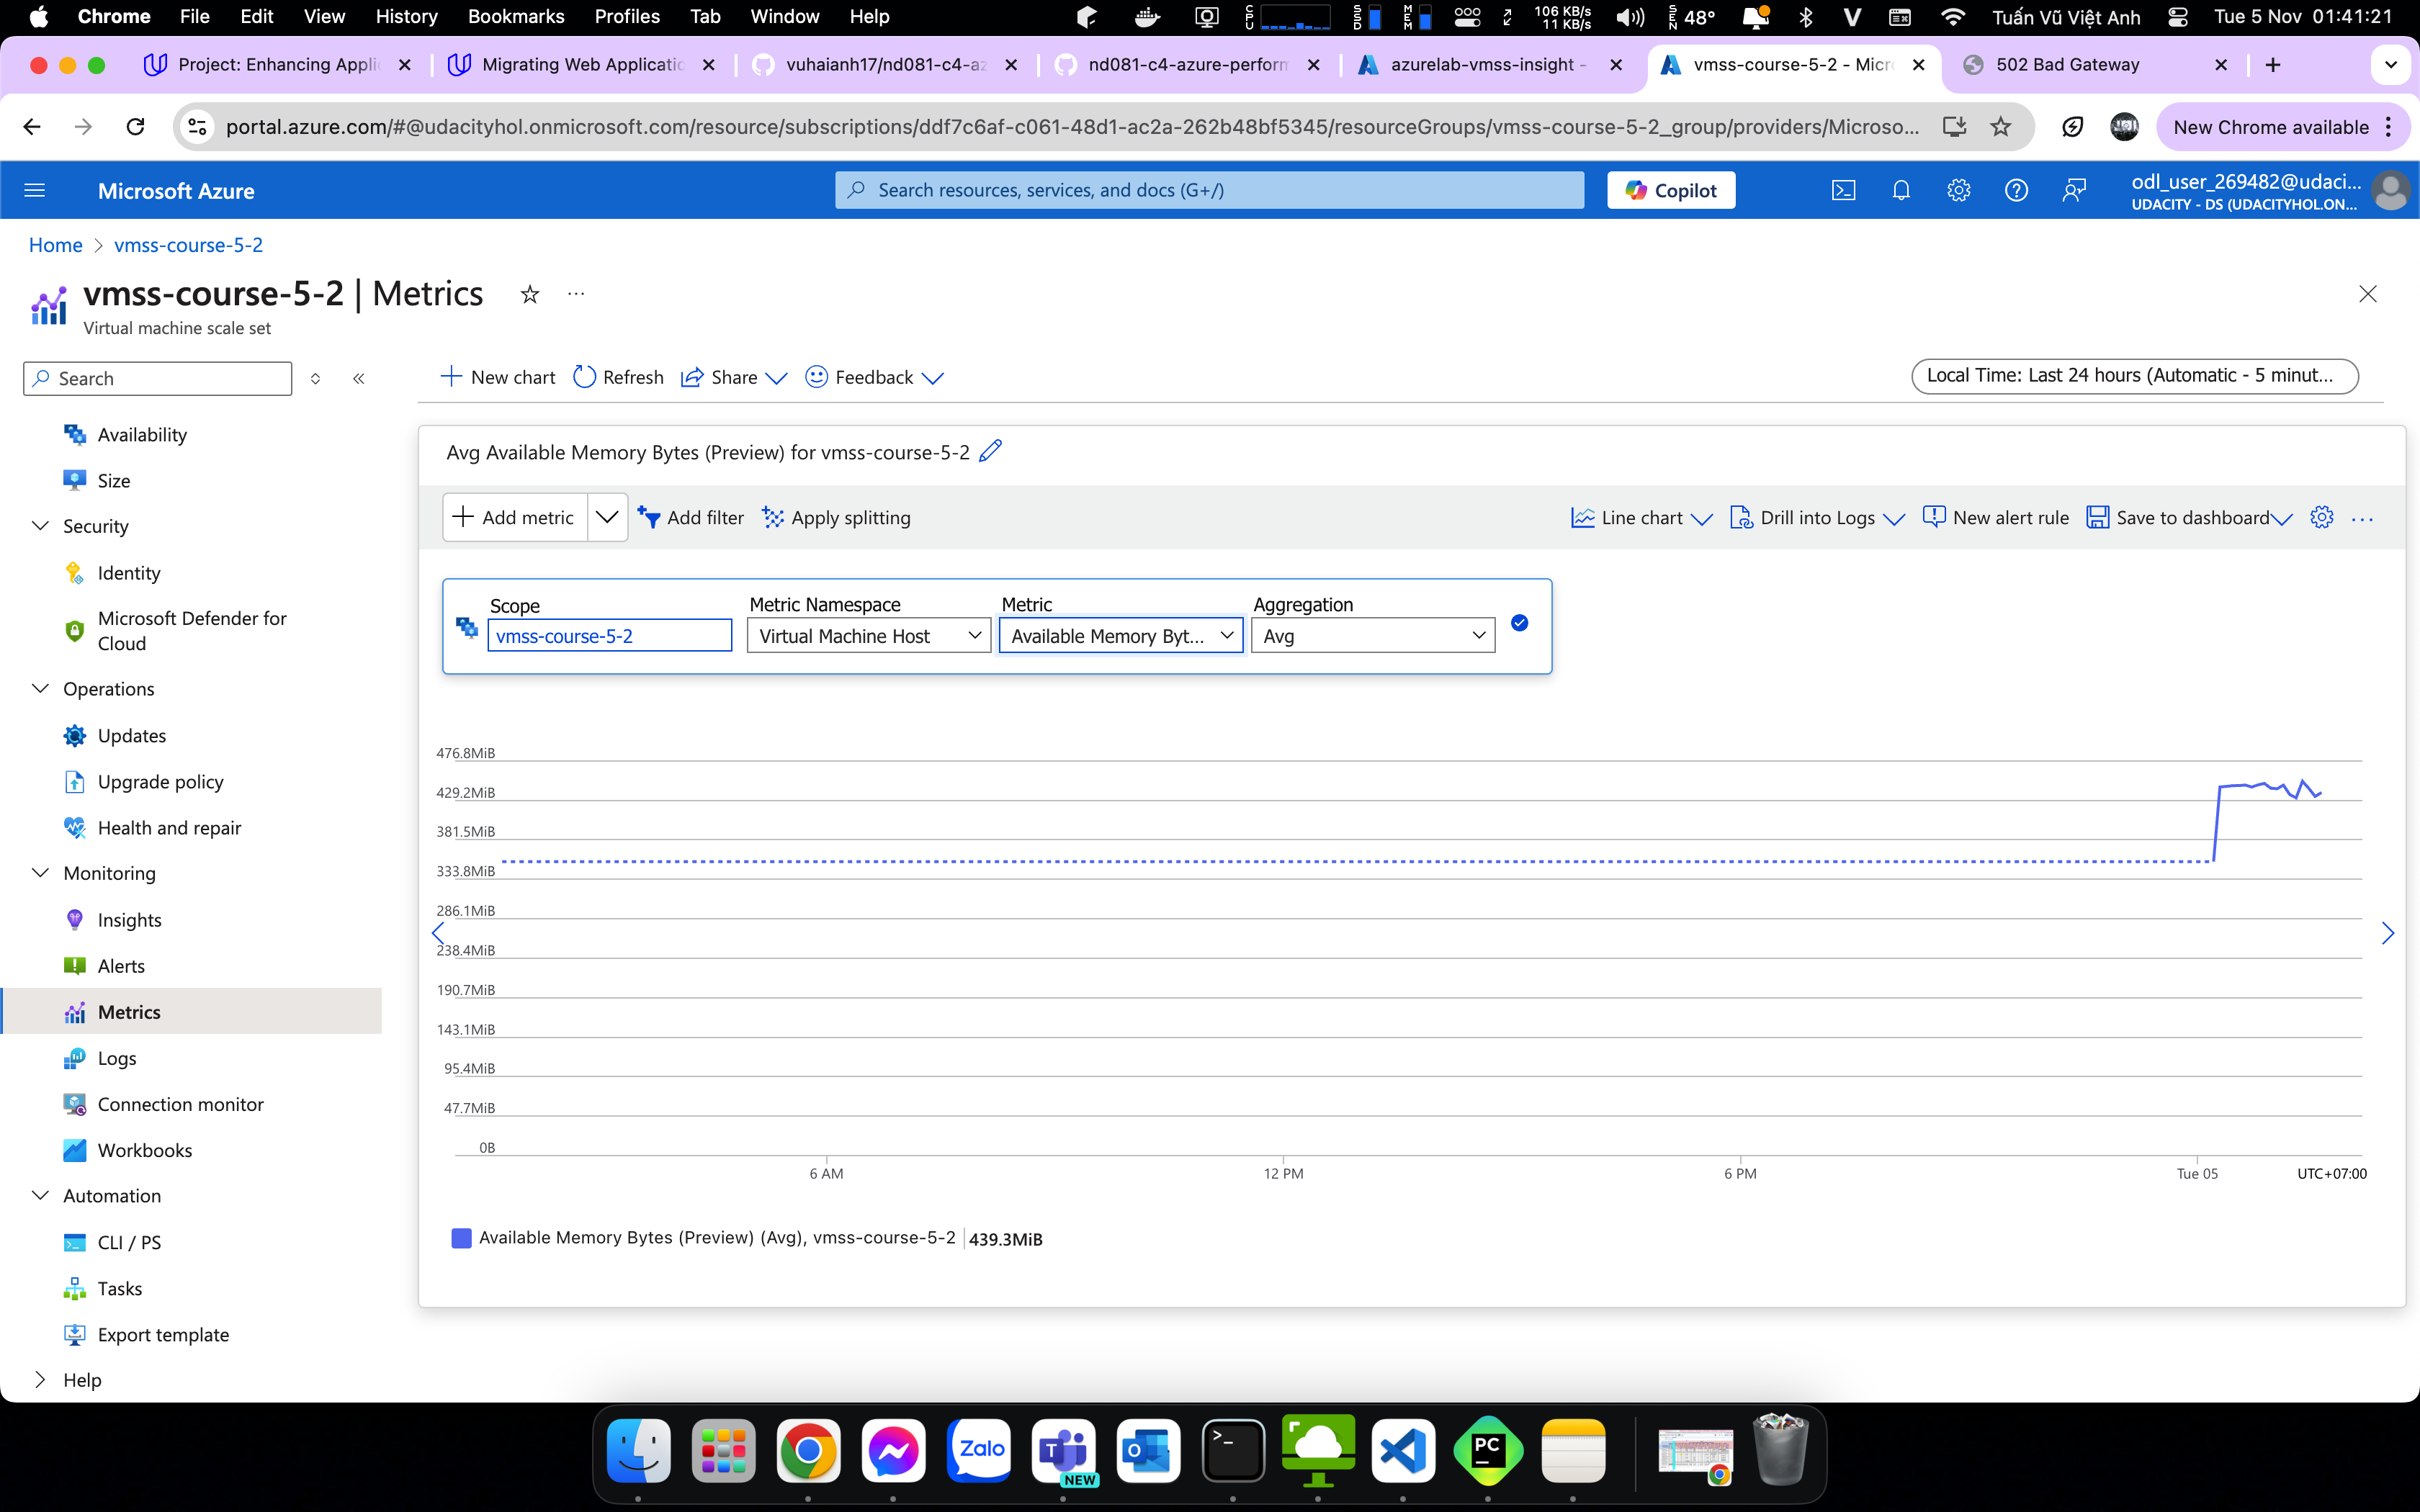 Chrome File Edit View History Bookmarks Profiles Tab Window Help CPU SSD MEM 106 KB/s 11 KB/s SEN 48° V Tuấn Vũ Việt Anh Tue 5 Nov 01:41:21
Project: Enhancing Appli Migrating Web Applicatio vuhaianh17/nd081-c4-az nd081-c4-azure-perform azurelab-vmss-insight - vmss-course-5-2 - Micro 502 Bad Gateway
portal.azure.com/#@udacityhol.onmicrosoft.com/resource/subscriptions/ddf7c6af-c061-48d1-ac2a-262b48bf5345/resourceGroups/vmss-course-5-2_group/providers/Microso... New Chrome available
Microsoft Azure Search resources, services, and docs (G+/) Copilot odl_user_269482@udaci...
UDACITY - DS (UDACITYHOL.ON...
Home > vmss-course-5-2
vmss-course-5-2 | Metrics
Virtual machine scale set
Search
New chart Refresh Share Feedback Local Time: Last 24 hours (Automatic - 5 minut...
Availability
Size
Security
Identity
Microsoft Defender for
Cloud
Operations
Updates
Upgrade policy
Health and repair
Monitoring
Insights
Alerts
Metrics
Logs
Connection monitor
Workbooks
Automation
CLI / PS
Tasks
Export template
Help
Avg Available Memory Bytes (Preview) for vmss-course-5-2
Add metric Add filter Apply splitting Line chart Drill into Logs New alert rule Save to dashboard ...
Scope Metric Namespace Metric Aggregation
vmss-course-5-2 Virtual Machine Host Available Memory Byt... Avg
476.8MiB
429.2MiB
381.5MiB
333.8MiB
286.1MiB
238.4MiB
190.7MiB
143.1MiB
95.4MiB
47.7MiB
0B
6 AM 12 PM 6 PM Tue 05 UTC+07:00
Available Memory Bytes (Preview) (Avg), vmss-course-5-2 439.3MiB
Zalo T NEW O >_ PC